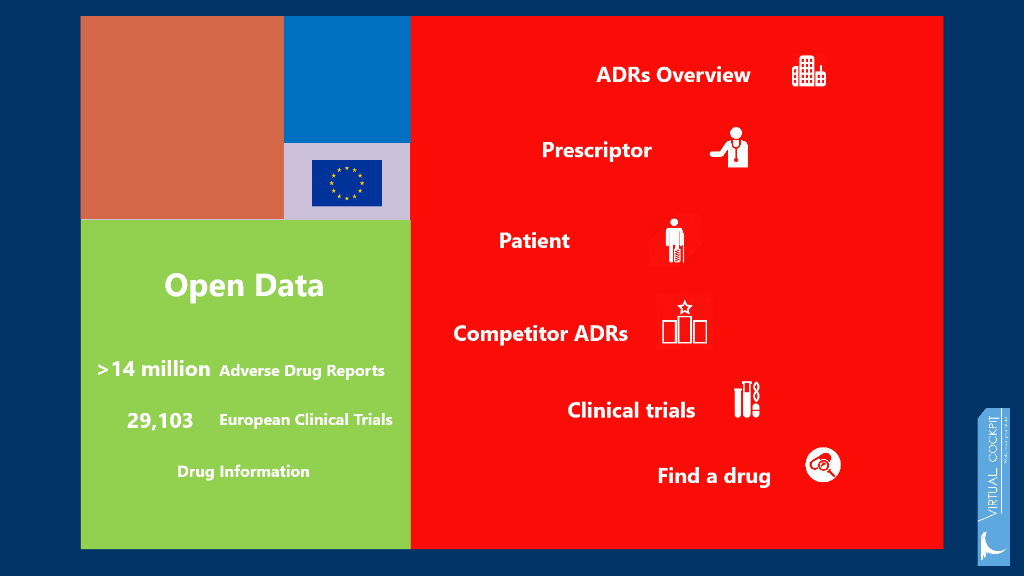 ADRs Overview
Prescriptor
Patient
Open Data
Competitor ADRs
>14 million Adverse Drug Reports
29,103 European Clinical Trials
Clinical trials
Drug Information
Find a drug
VIRTUAL COCKPIT